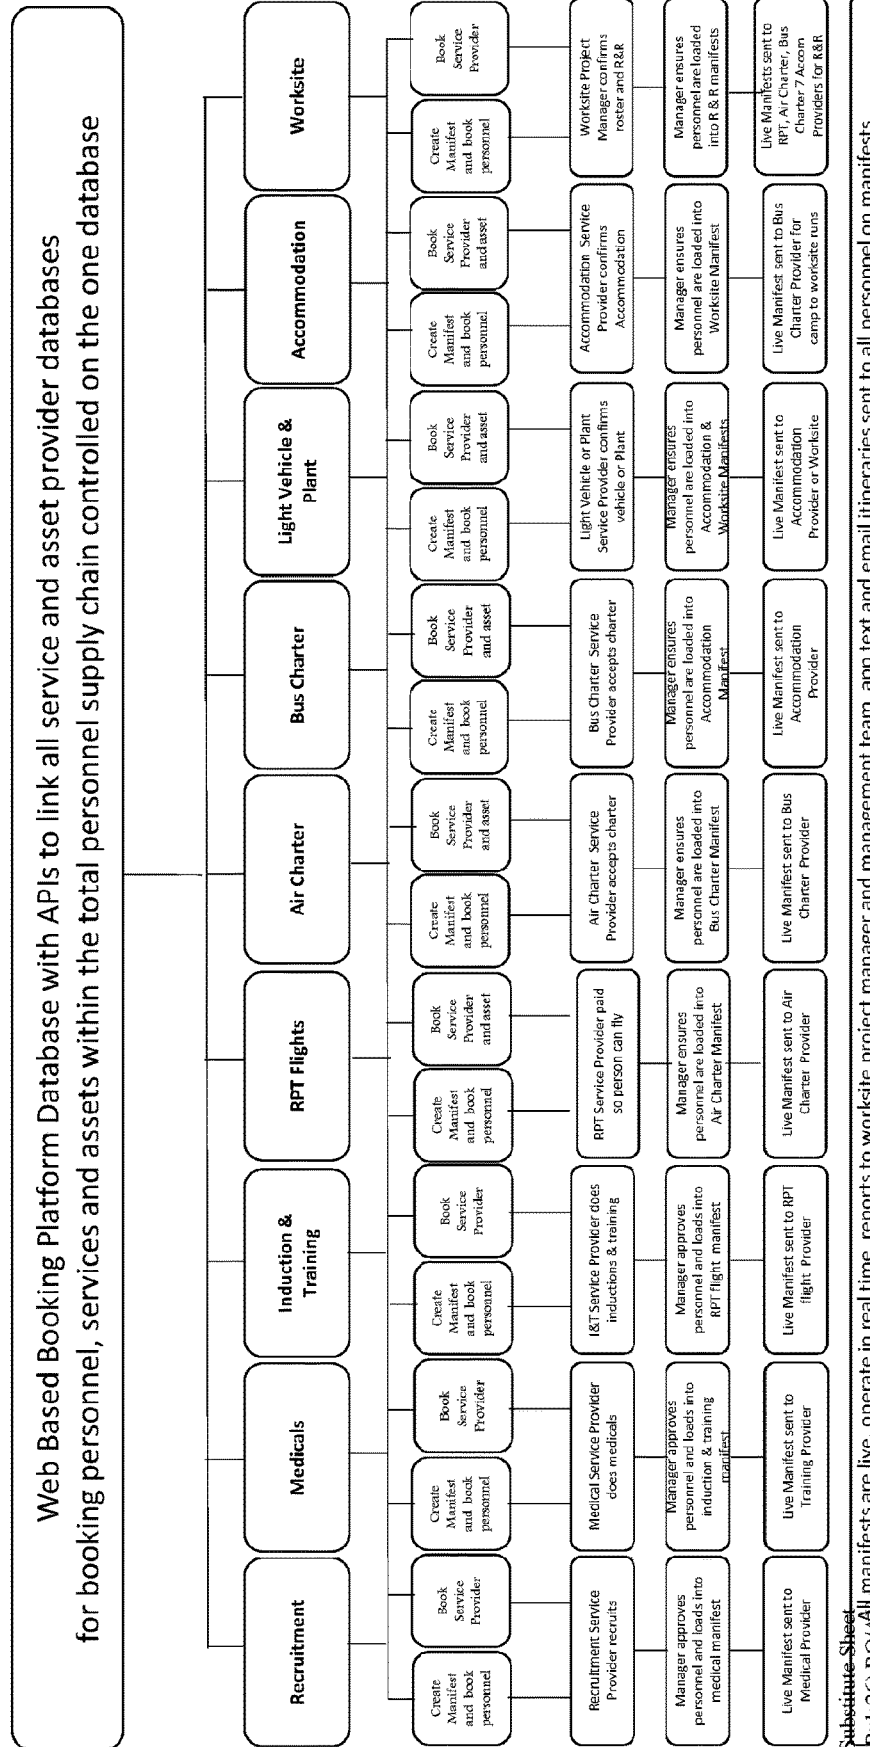 Web Based Booking Platform Database with APIs to link all service and asset provider databases
for booking personnel, services and assets within the total personnel supply chain controlled on the one database
Recruitment
Medicals
Induction &
Training
RPT Flights
Air Charter
Bus Charter
Light Vehicle &
Plant
Accommodation
Worksite
Create
Manifest
and book
personnel
Book
Service
Provider
Create
Manifest
and book
personnel
Book
Service
Provider
Create
Manifest
and book
personnel
Book
Service
Provider
Create
Manifest
and book
personnel
Book
Service
Provider
and asset
Create
Manifest
and book
personnel
Book
Service
Provider
and asset
Create
Manifest
and book
personnel
Book
Service
Provider
and asset
Create
Manifest
and book
personnel
Book
Service
Provider
and asset
Create
Manifest
and book
personnel
Book
Service
Provider
and asset
Create
Manifest
and book
personnel
Book
Service
Provider
Recruitment Service
Provider recruits
Medical Service Provider
does medicals
I&T Service Provider does
inductions & training
RPT Service Provider paid
so person can fly
Air Charter Service
Provider accepts charter
Bus Charter Service
Provider accepts charter
Light Vehicle or Plant
Service Provider confirms
vehicle or Plant
Accommodation Service
Provider confirms
Accommodation
Worksite Project
Manager confirms
roster and R&R
Manager approves
personnel and loads into
medical manifest
Manager approves
personnel and loads into
induction & training
manifest
Manager approves
personnel and loads into
RPT flight manifest
Manager ensures
personnel are loaded into
Air Charter Manifest
Manager ensures
personnel are loaded into
Bus Charter Manifest
Manager ensures
personnel are loaded into
Accommodation
Manifest
Manager ensures
personnel are loaded into
Accommodation &
Worksite Manifests
Manager ensures
personnel are loaded into
Worksite Manifest
Manager ensures
personnel are loaded
into R & R manifests
Live Manifest sent to
Medical Provider
Live Manifest sent to
Training Provider
Live Manifest sent to RPT
flight Provider
Live Manifest sent to Air
Charter Provider
Live Manifest sent to Bus
Charter Provider
Live Manifest sent to
Accommodation
Provider
Live Manifest sent to
Accommodation
Provider or Worksite
Live Manifest sent to Bus
Charter Provider for
camp to worksite runs
Live Manifests sent to
RPT, Air Charter, Bus
Charter 7 Accom
Providers for R&R
Substitute Sheet
All manifests are live, operate in real time, reports to worksite project manager and management team, app text and email itineraries sent to all personnel on manifests